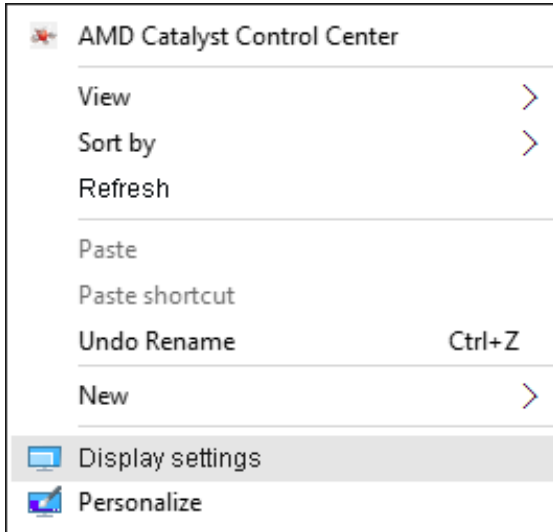 AMD Catalyst Control Center
View
Sort by
Refresh
Paste
Paste shortcut
Undo Rename Ctrl+Z
New
Display settings
Personalize